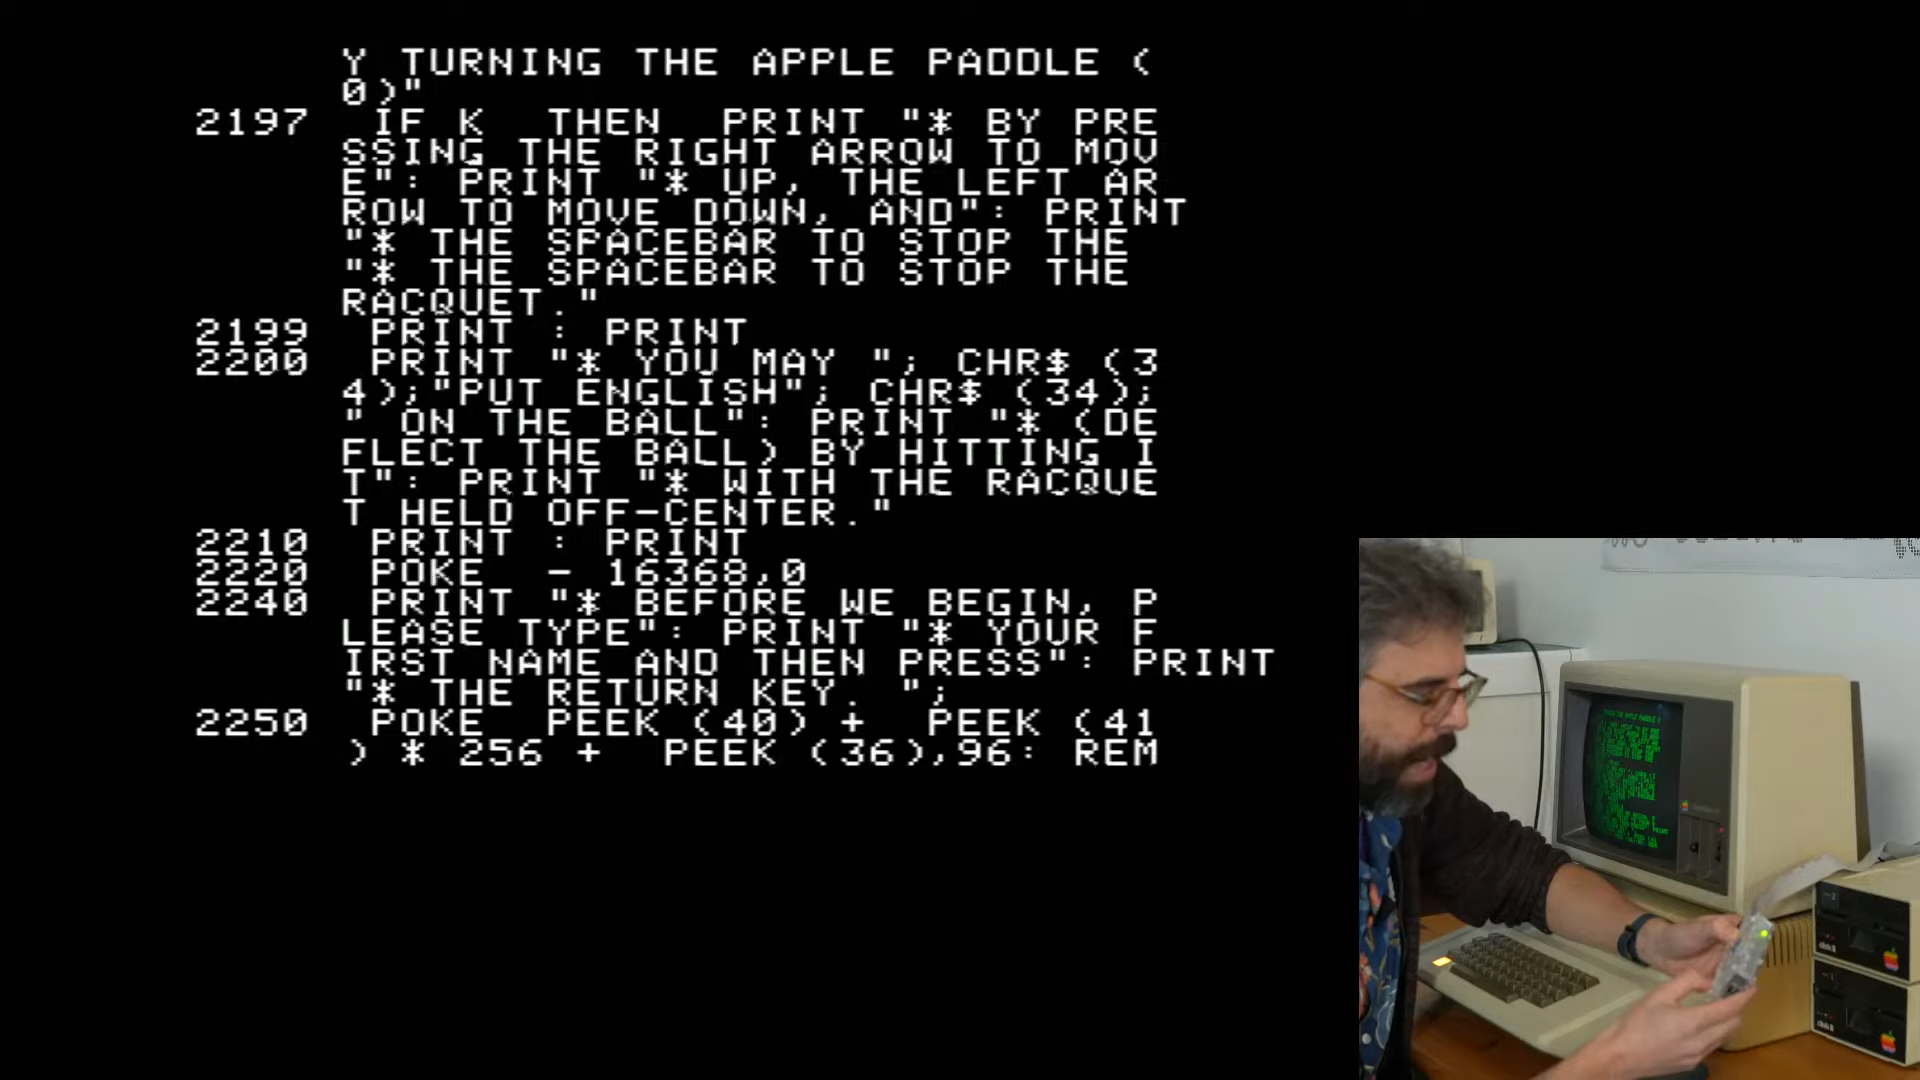 Y TURNING THE APPLE PADDLE (
0)"
2197 IF K THEN PRINT "* BY PRE
SSING THE RIGHT ARROW TO MOV
E": PRINT "* UP, THE LEFT AR
ROW TO MOVE DOWN, AND": PRINT
"* THE SPACEBAR TO STOP THE
"* THE SPACEBAR TO STOP THE
RACQUET."
2199 PRINT : PRINT
2200 PRINT "* YOU MAY "; CHR$ (3
4);"PUT ENGLISH"; CHR$ (34);
" ON THE BALL": PRINT "* (DE
FLECT THE BALL) BY HITTING I
T": PRINT "* WITH THE RACQUE
T HELD OFF-CENTER."
2210 PRINT : PRINT
2220 POKE - 16368,0
2240 PRINT "* BEFORE WE BEGIN, P
LEASE TYPE": PRINT "* YOUR F
IRST NAME AND THEN PRESS": PRINT
"* THE RETURN KEY. ";
2250 POKE PEEK (40) + PEEK (41
) * 256 + PEEK (36),96: REM
disk II
disk II